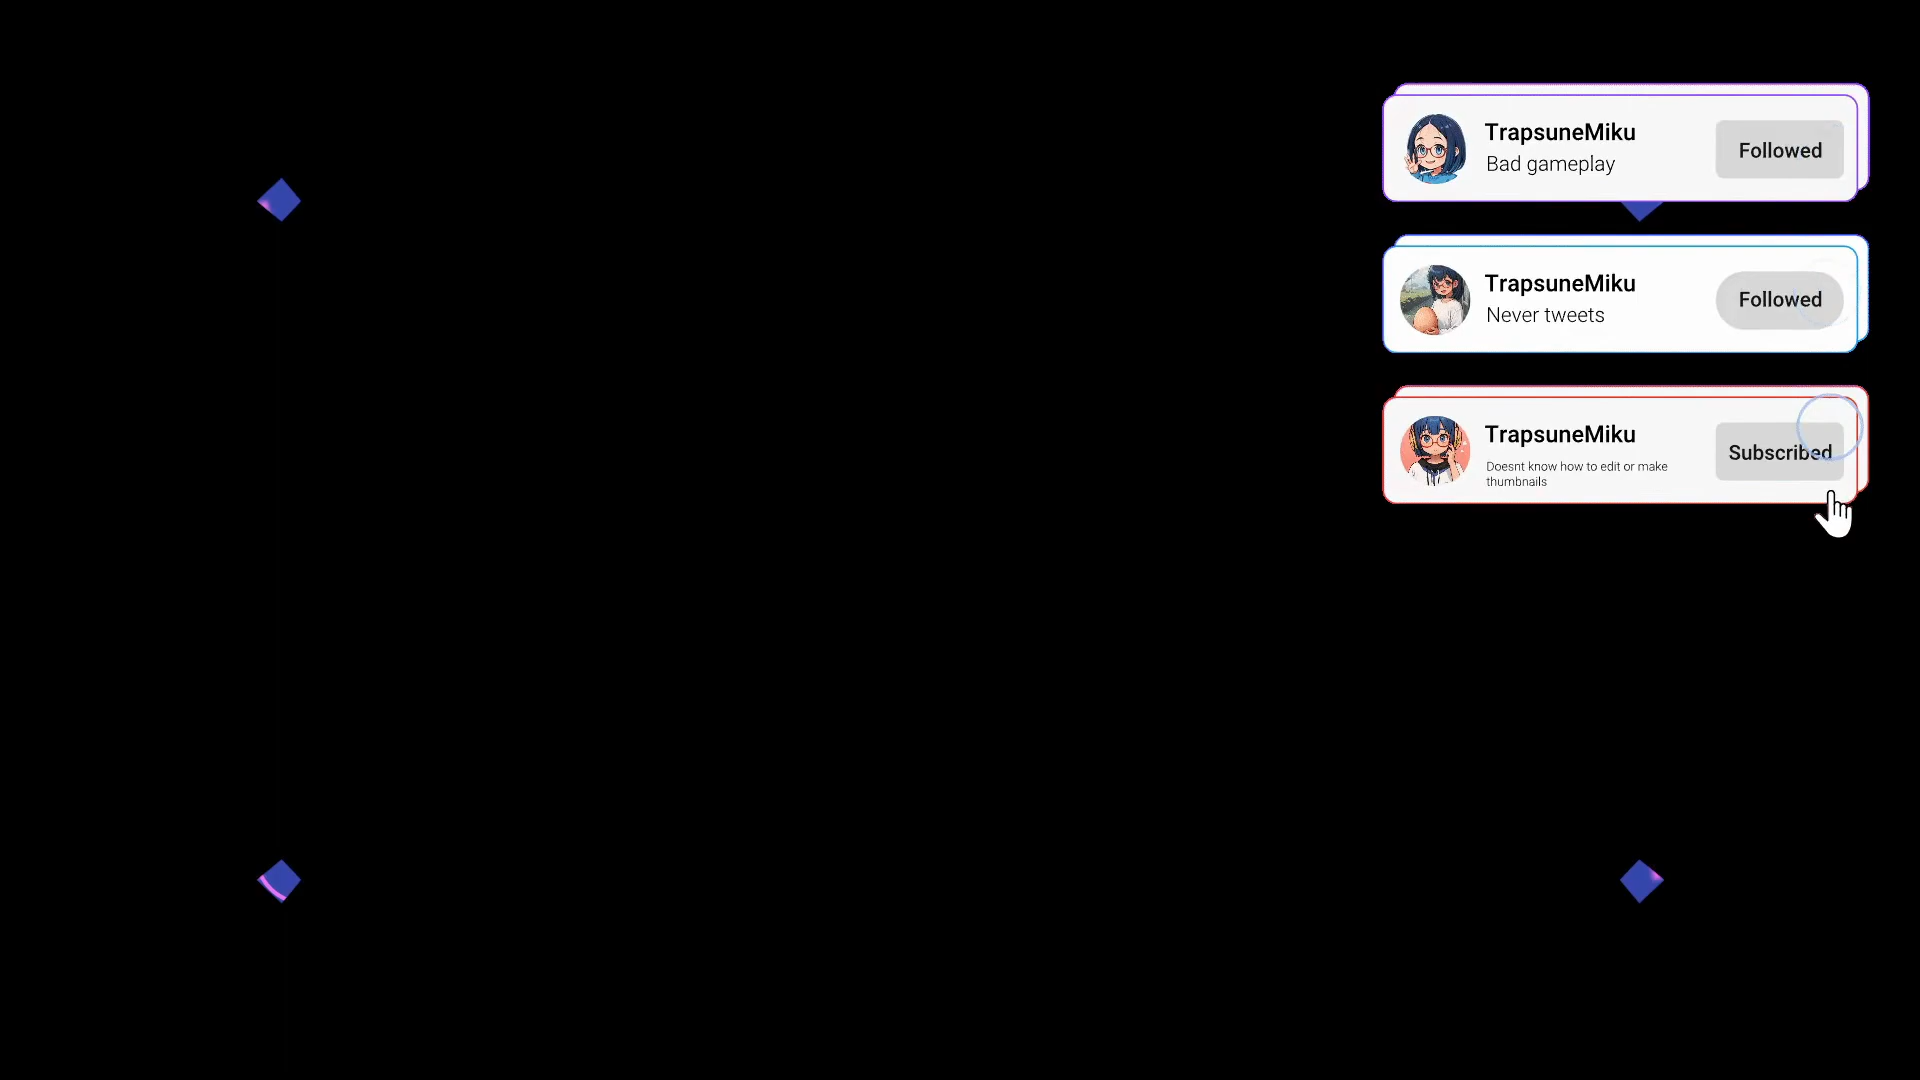 TrapsuneMiku
Bad gameplay
Followed
TrapsuneMiku
Never tweets
Followed
TrapsuneMiku
Doesnt know how to edit or make
thumbnails
Subscribed